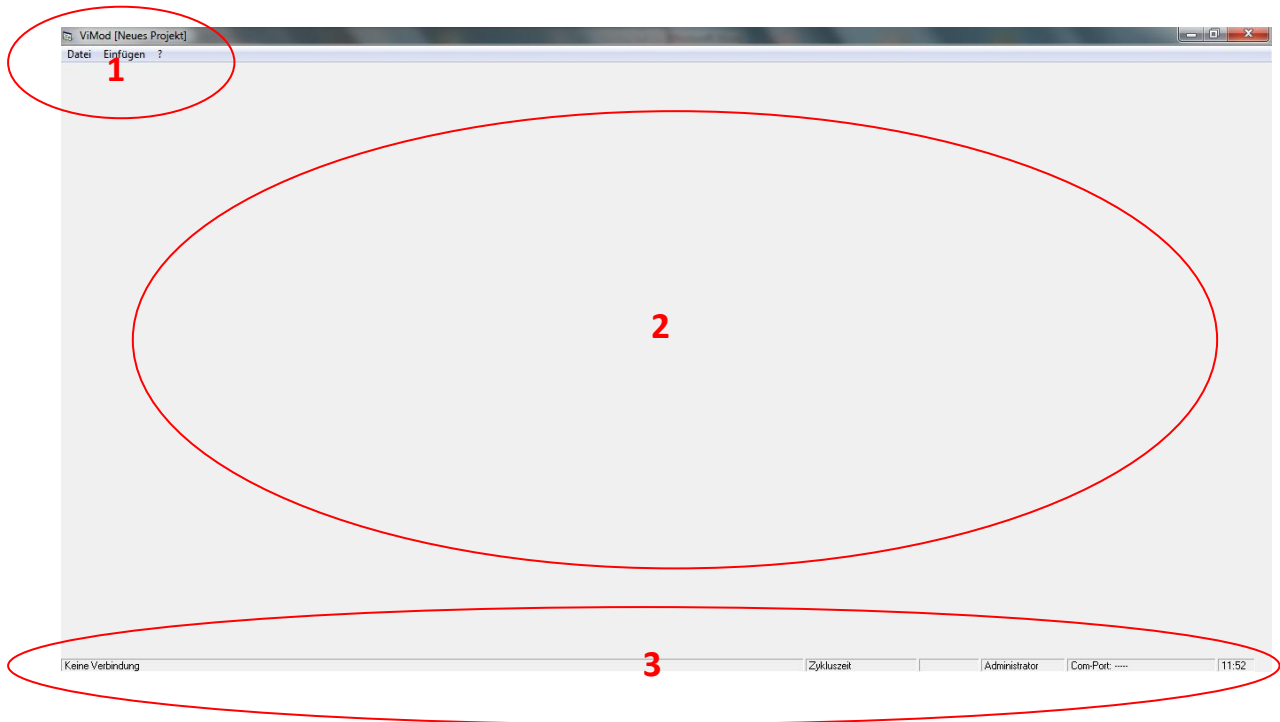 ViMod [Neues Projekt]
Datei Einfügen ?
1
2
3
Keine Verbindung Zykluszeit Administrator Com-Port: ----- 11:52